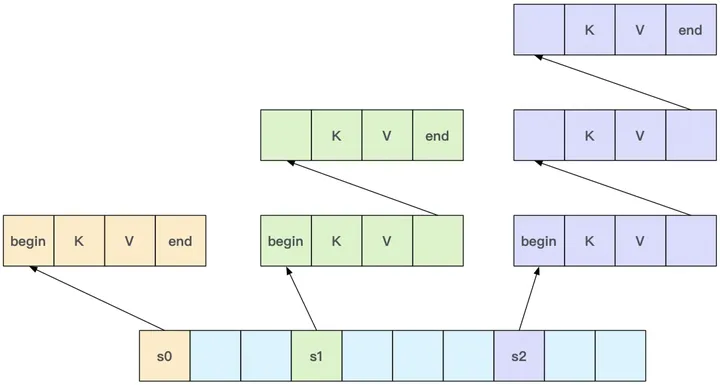 K V end
K V end
K V
begin K V end
begin K V
begin K V
s0 s1 s2